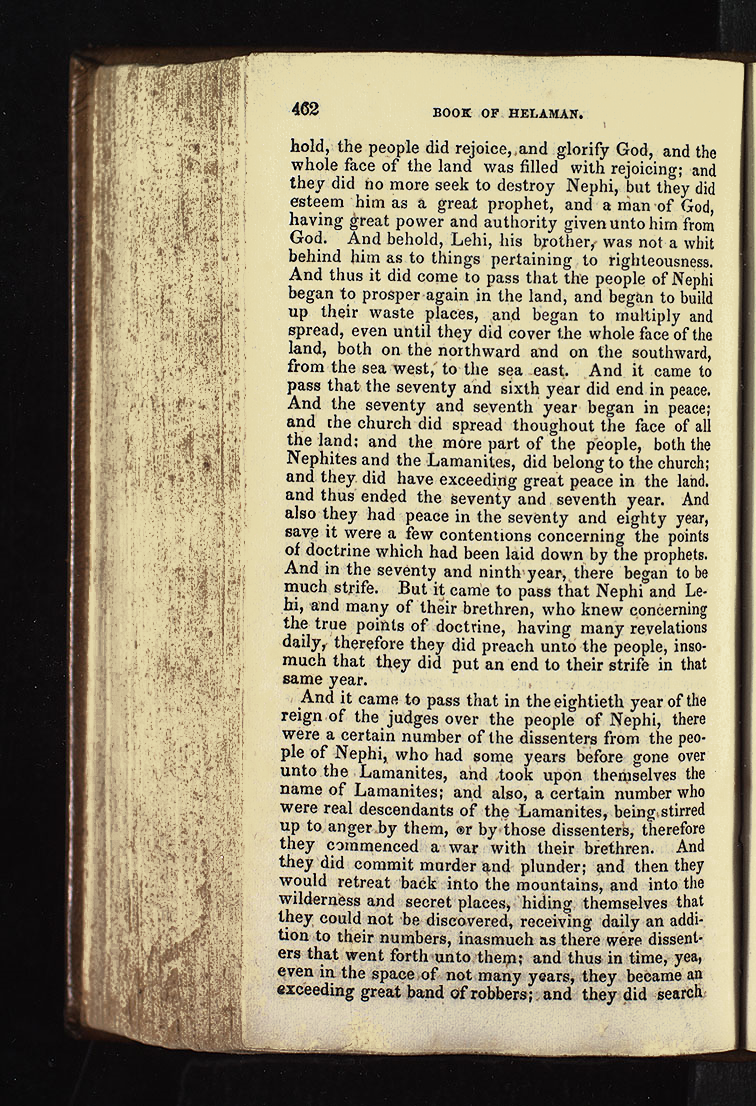 462
BOOK OF HELAMAN.
hold, the people did rejoice, and glorify God, and the
whole face of the land was filled with rejoicing; and
they did no more seek to destroy Nephi, but they did
esteem him as a great prophet, and a man of God,
having great power and authority given unto him from
God. And behold, Lehi, his brother, was not a whit
behind him as to things pertaining to righteousness.
And thus it did come to pass that the people of Nephi
began to prosper again in the land, and began to build
up their waste places, and began to multiply and
spread, even until they did cover the whole face of the
land, both on the northward and on the southward,
from the sea west, to the sea east. And it came to
pass that the seventy and sixth year did end in peace.
And the seventy and seventh year began in peace;
and the church did spread thoughout the face of all
the land; and the more part of the people, both the
Nephites and the Lamanites, did belong to the church;
and they did have exceeding great peace in the land.
and thus ended the seventy and seventh year. And
also they had peace in the seventy and eighty year,
save it were a few contentions concerning the points
of doctrine which had been laid down by the prophets.
And in the seventy and ninth year, there began to be
much strife. But it came to pass that Nephi and Le-
hi, and many of their brethren, who knew concerning
the true points of doctrine, having many revelations
daily, therefore they did preach unto the people, inso-
much that they did put an end to their strife in that
same year.
And it came to pass that in the eightieth year of the
reign of the judges over the people of Nephi, there
were a certain number of the dissenters from the peo-
ple of Nephi, who had some years before gone over
unto the Lamanites, and took upon themselves the
name of Lamanites; and also, a certain number who
were real descendants of the Lamanites, being stirred
up to anger by them, or by those dissenters, therefore
they commenced a war with their brethren. And
they did commit murder and plunder; and then they
would retreat back into the mountains, and into the
wilderness and secret places, hiding themselves that
they could not be discovered, receiving daily an addi-
tion to their numbers, inasmuch as there were dissent-
ers that went forth unto them; and thus in time, yea,
even in the space of not many years, they became an
exceeding great band of robbers; and they did search